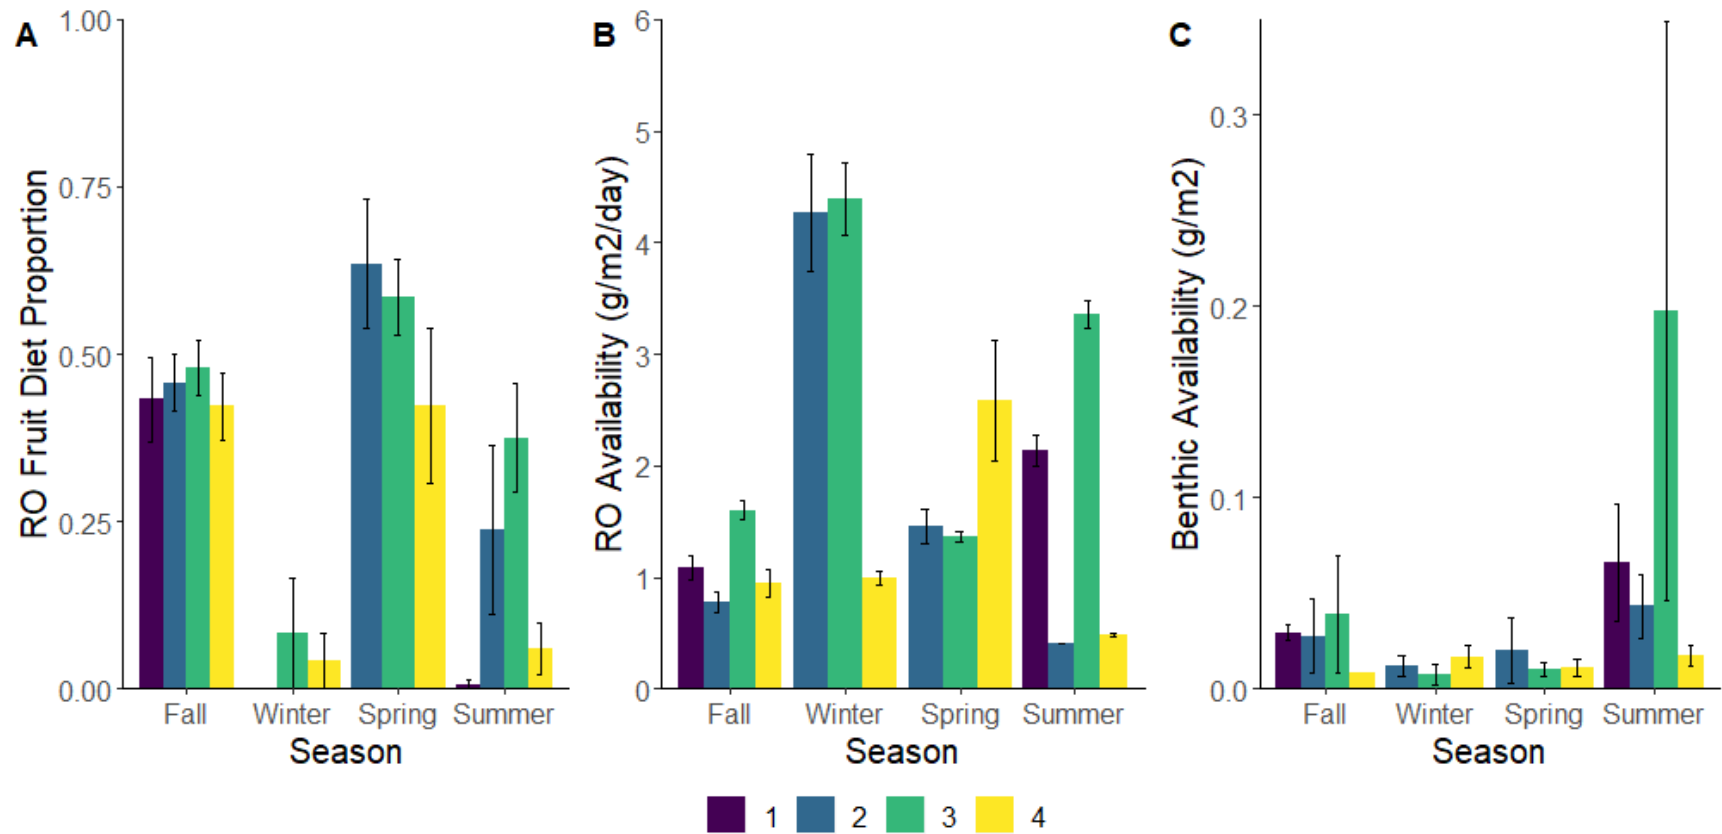 A
RO Fruit Diet Proportion
1.00
0.75
0.50
0.25
0.00
Fall Winter Spring Summer
Season
B
RO Availability (g/m2/day)
6
5
4
3
2
1
0
Fall Winter Spring Summer
Season
C
Benthic Availability (g/m2)
0.3
0.2
0.1
0.0
Fall Winter Spring Summer
Season
1 2 3 4